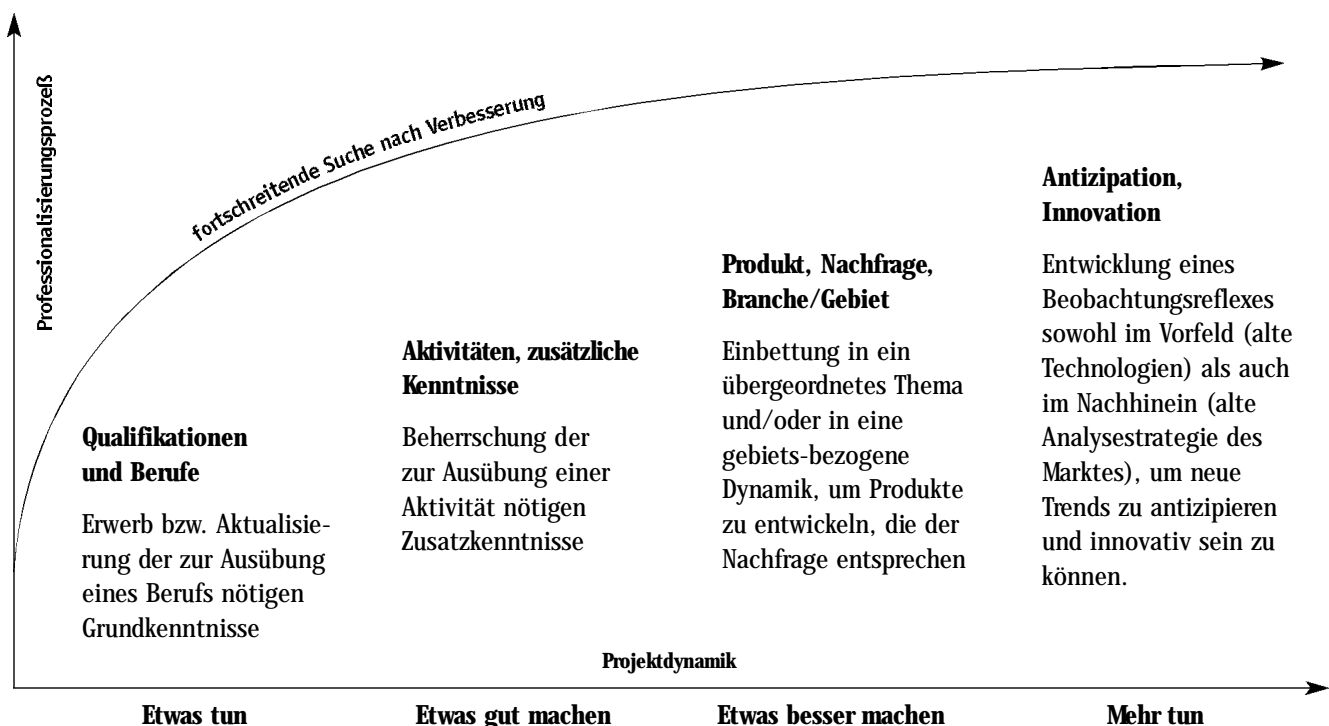 Professionalisierungsprozeß
fortschreitende Suche nach Verbesserung
Qualifikationen
und Berufe
Erwerb bzw. Aktualisie-
rung der zur Ausübung
eines Berufs nötigen
Grundkenntnisse
Aktivitäten, zusätzliche
Kenntnisse
Beherrschung der
zur Ausübung einer
Aktivität nötigen
Zusatzkenntnisse
Produkt, Nachfrage,
Branche/Gebiet
Einbettung in ein
übergeordnetes Thema
und/oder in eine
gebiets-bezogene
Dynamik, um Produkte
zu entwickeln, die der
Nachfrage entsprechen
Antizipation,
Innovation
Entwicklung eines
Beobachtungsreflexes
sowohl im Vorfeld (alte
Technologien) als auch
im Nachhinein (alte
Analysestrategie des
Marktes), um neue
Trends zu antizipieren
und innovativ sein zu
können.
Projektdynamik
Etwas tun
Etwas gut machen
Etwas besser machen
Mehr tun